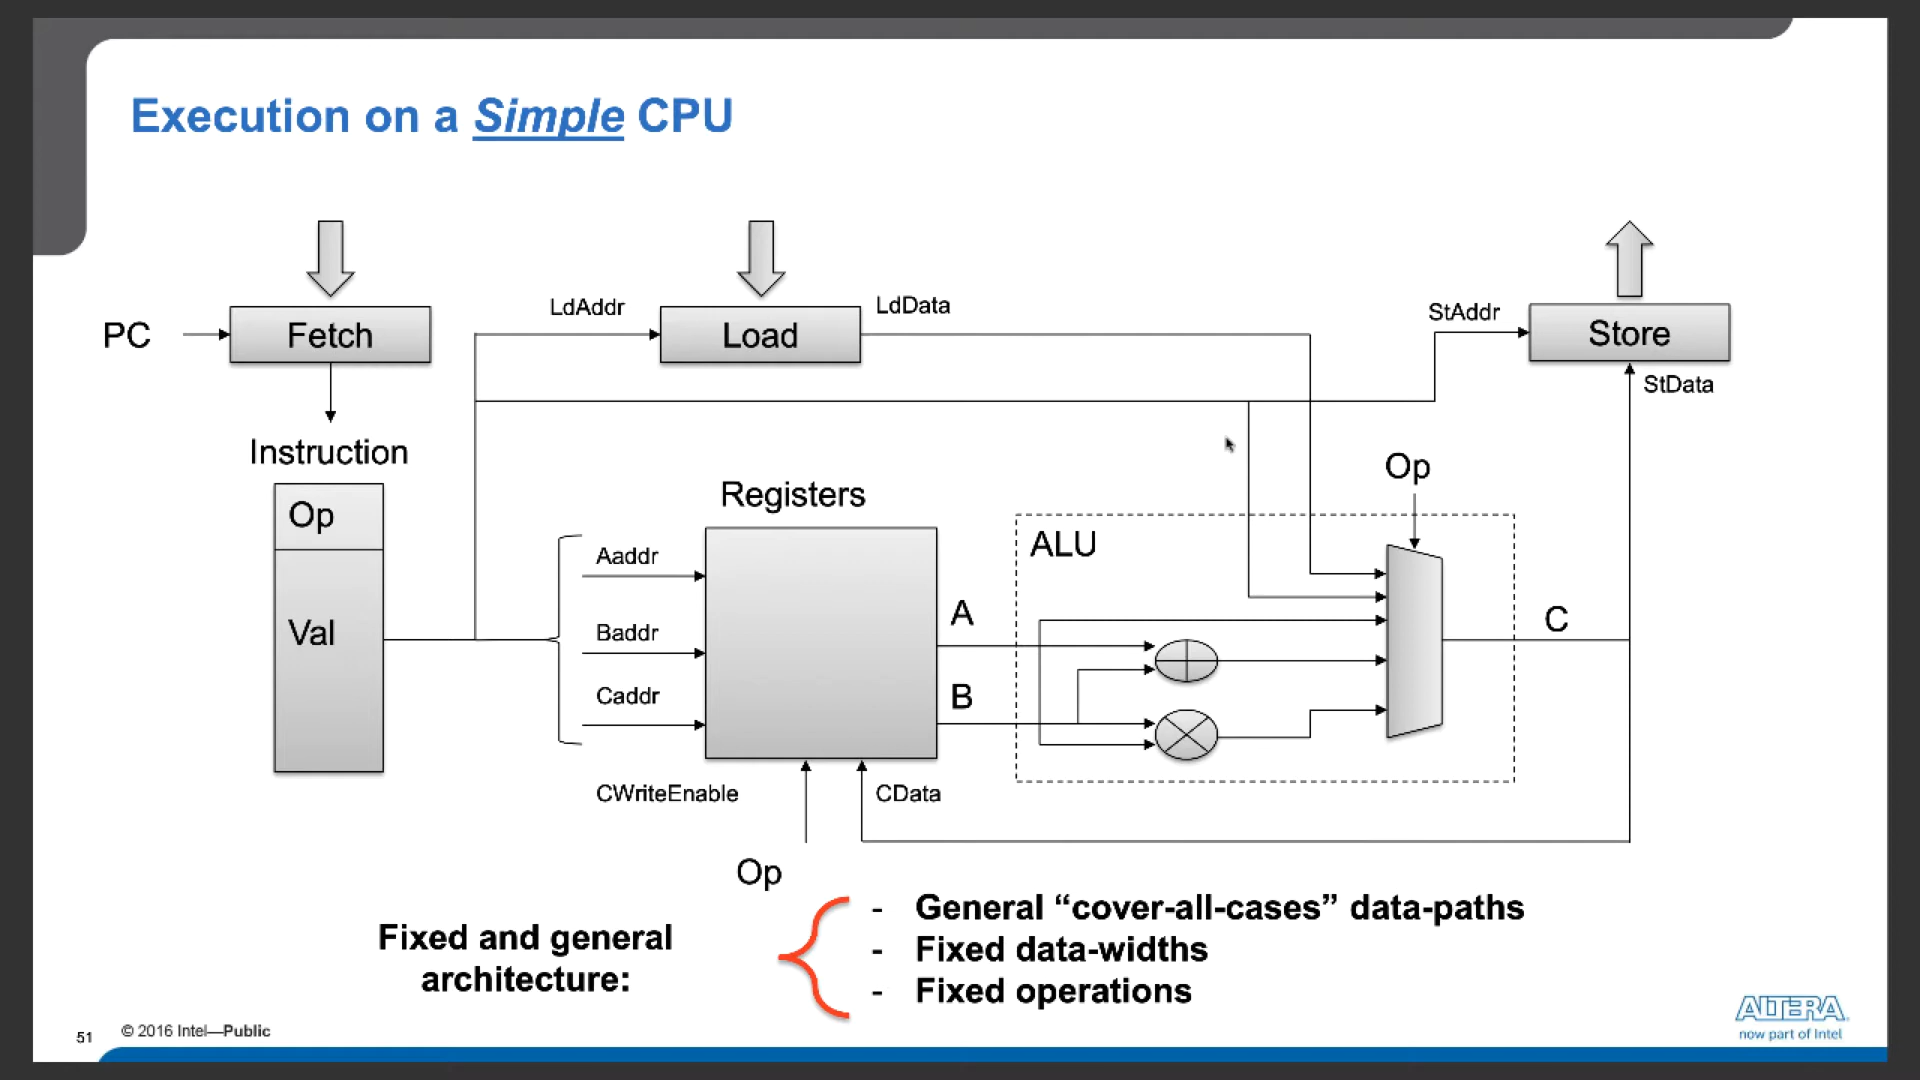 Execution on a Simple CPU
PC
Fetch
LdAddr
Load
LdData
StAddr
Store
StData
Instruction
Op
Val
Registers
Aaddr
Baddr
Caddr
CWriteEnable
CData
Op
A
B
ALU
Op
C
Fixed and general
architecture:
- General “cover-all-cases” data-paths
- Fixed data-widths
- Fixed operations
51
© 2016 Intel—Public
ALTERA
now part of Intel